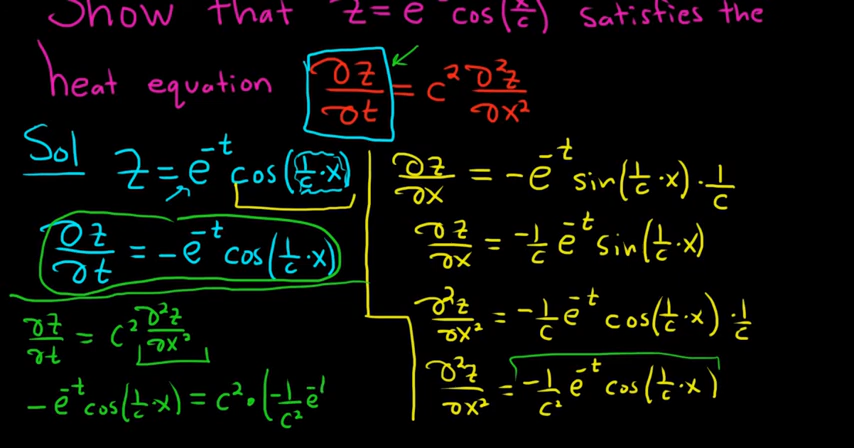 Show that z = e^{-t} cos(x/c) satisfies the
heat equation ∂z/∂t = c² ∂²z/∂x²
Sol z = e^{-t} cos(1/c · x)
∂z/∂t = -e^{-t} cos(1/c · x)
∂z/∂t = c² ∂²z/∂x²
-e^{-t} cos(1/c · x) = c² · (-1/c² e^{-t
∂z/∂x = -e^{-t} sin(1/c · x) · 1/c
∂z/∂x = -1/c e^{-t} sin(1/c · x)
∂²z/∂x² = -1/c e^{-t} cos(1/c · x) · 1/c
∂²z/∂x² = -1/c² e^{-t} cos(1/c · x)